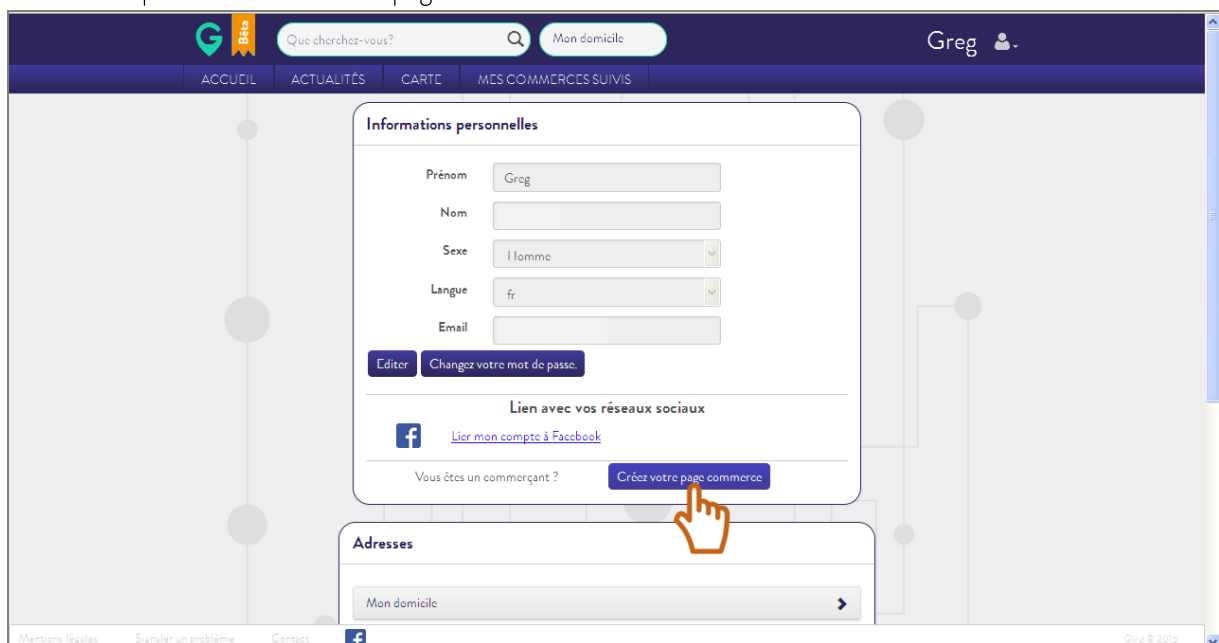 G Bêta Que cherchez-vous? Mon domicile Greg
ACCUEIL ACTUALITÉS CARTE MES COMMERCES SUIVIS
Informations personnelles
Prénom Greg
Nom
Sexe Homme
Langue fr
Email
Editer Changez votre mot de passe.
Lien avec vos réseaux sociaux
f Lier mon compte à Facebook
Vous êtes un commerçant ? Créez votre page commerce
Adresses
Mon domicile
Mentions légales Signaler un problème Contact f